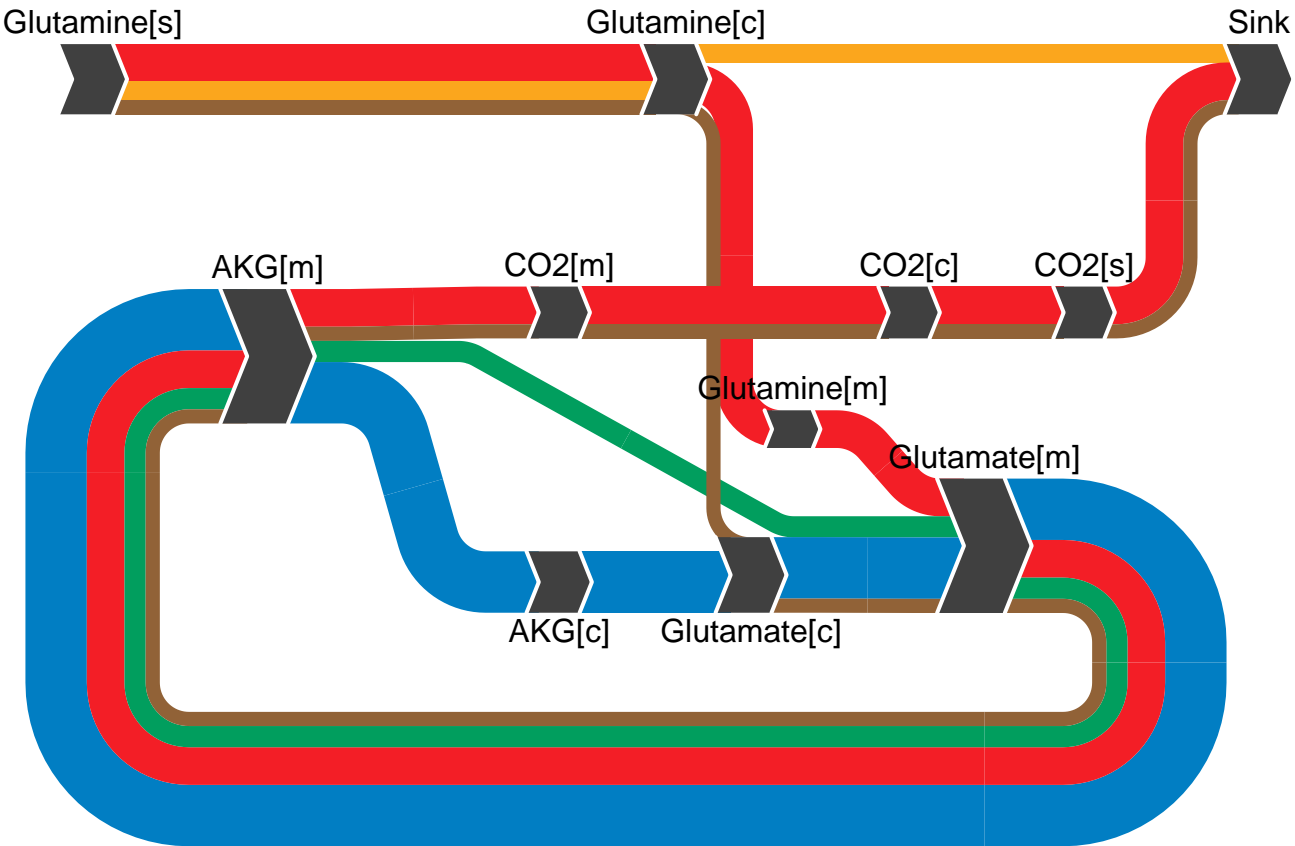 Glutamine[s]
Glutamine[c]
Sink
AKG[m]
CO2[m]
CO2[c]
CO2[s]
Glutamine[m]
Glutamate[m]
AKG[c]
Glutamate[c]